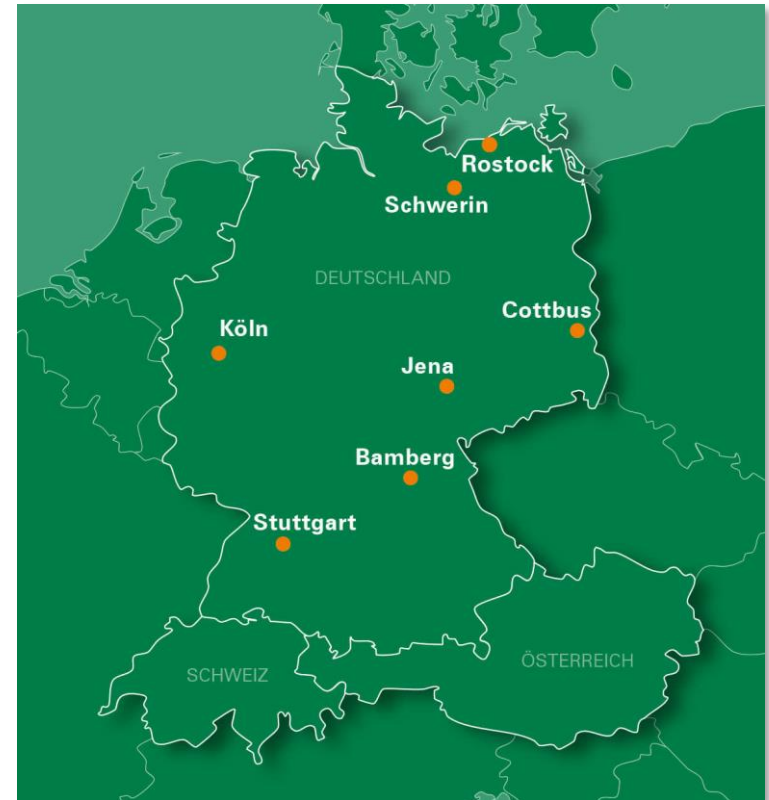 Rostock
Schwerin
DEUTSCHLAND
Cottbus
Köln
Jena
Bamberg
Stuttgart
ÖSTERREICH
SCHWEIZ